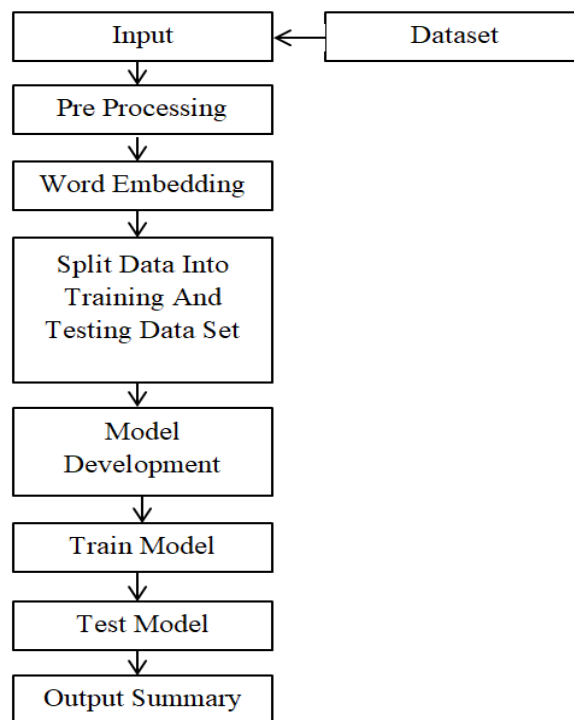 Input
Dataset
Pre Processing
Word Embedding
Split Data Into
Training And
Testing Data Set
Model
Development
Train Model
Test Model
Output Summary